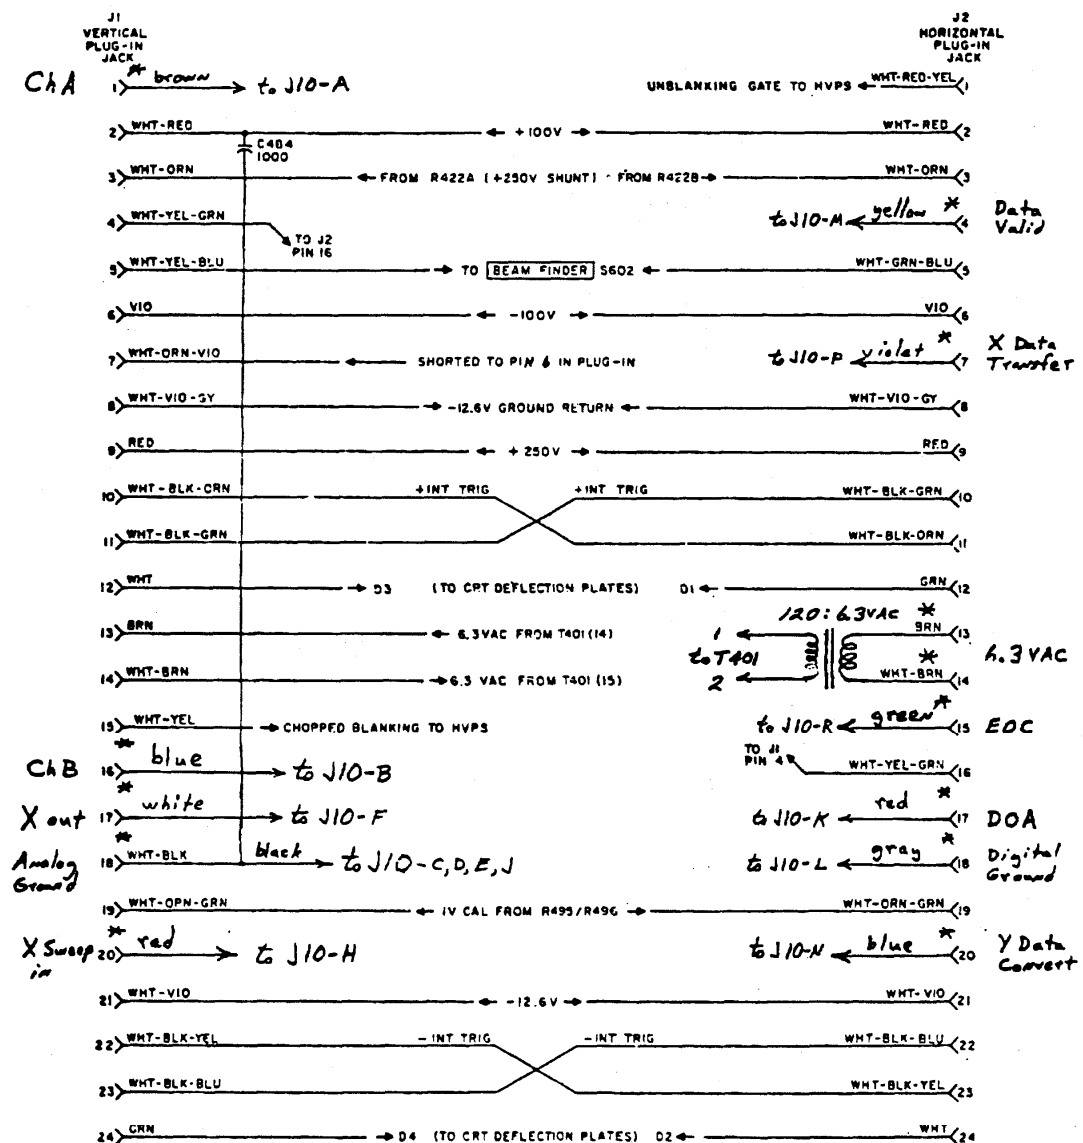 J1
VERTICAL
PLUG-IN
JACK
J2
HORIZONTAL
PLUG-IN
JACK
ChA 1 * brown to J10-A UNBLANKING GATE TO HVPS WHT-RED-YEL 1
2 WHT-RED +100V WHT-RED 2
C484
1000
3 WHT-ORN FROM R422A (+250V SHUNT) - FROM R422B WHT-ORN 3
4 WHT-YEL-GRN TO J2 PIN 16 to J10-M yellow * 4 Data Valid
5 WHT-YEL-BLU TO BEAM FINDER S602 WHT-GRN-BLU 5
6 VIO -100V VIO 6
7 WHT-ORN-VIO SHORTED TO PIN 6 IN PLUG-IN to J10-P violet * 7 X Data Transfer
8 WHT-VIO-GY -12.6V GROUND RETURN WHT-VIO-GY 8
9 RED +250V RED 9
10 WHT-BLK-ORN +INT TRIG +INT TRIG WHT-BLK-GRN 10
11 WHT-BLK-GRN WHT-BLK-ORN 11
12 WHT D3 (TO CRT DEFLECTION PLATES) D1 GRN 12
120:6.3VAC *
13 BRN 6.3VAC FROM T401 (14) 1 BRN 13
to T401 * 6.3VAC
14 WHT-BRN 6.3 VAC FROM T401 (15) 2 WHT-BRN 14
15 WHT-YEL CHOPPED BLANKING TO HVPS to J10-R green * 15 EOC
ChB 16 * blue to J10-B TO J1 PIN 4 WHT-YEL-GRN 16
X out 17 * white to J10-F to J10-K red * 17 DOA
Analog Ground 18 * WHT-BLK black to J10-C,D,E,J to J10-L gray * 18 Digital Ground
19 WHT-ORN-GRN 1V CAL FROM R495/R496 WHT-ORN-GRN 19
X Sweep in 20 * red to J10-H to J10-N blue * 20 Y Data Convert
21 WHT-VIO -12.6V WHT-VIO 21
22 WHT-BLK-YEL -INT TRIG -INT TRIG WHT-BLK-BLU 22
23 WHT-BLK-BLU WHT-BLK-YEL 23
24 GRN D4 (TO CRT DEFLECTION PLATES) D2 WHT 24